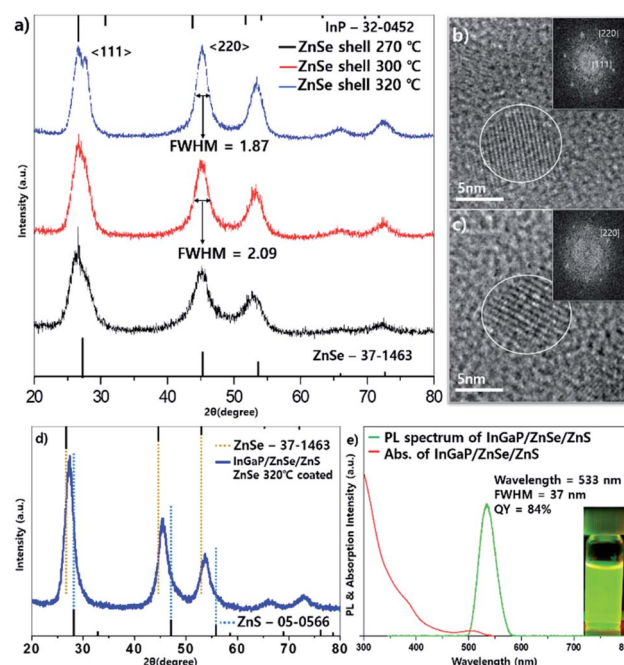 a)
InP – 32-0452
<111>
<220>
ZnSe shell 270 ℃
ZnSe shell 300 ℃
ZnSe shell 320 ℃
FWHM = 1.87
FWHM = 2.09
ZnSe – 37-1463
Intensity (a.u.)
20 30 40 50 60 70 80
2θ(degree)
b)
|220|
|111|
5nm
c)
|220|
5nm
d)
ZnSe – 37-1463
InGaP/ZnSe/ZnS
ZnSe 320℃ coated
ZnS – 05-0566
Intensity (a.u.)
20 30 40 50 60 70 80
2θ(degree)
e)
PL spectrum of InGaP/ZnSe/ZnS
Abs. of InGaP/ZnSe/ZnS
Wavelength = 533 nm
FWHM = 37 nm
QY = 84%
PL & Absorption Intensity (a.u.)
300 400 500 600 700 800
Wavelength (nm)